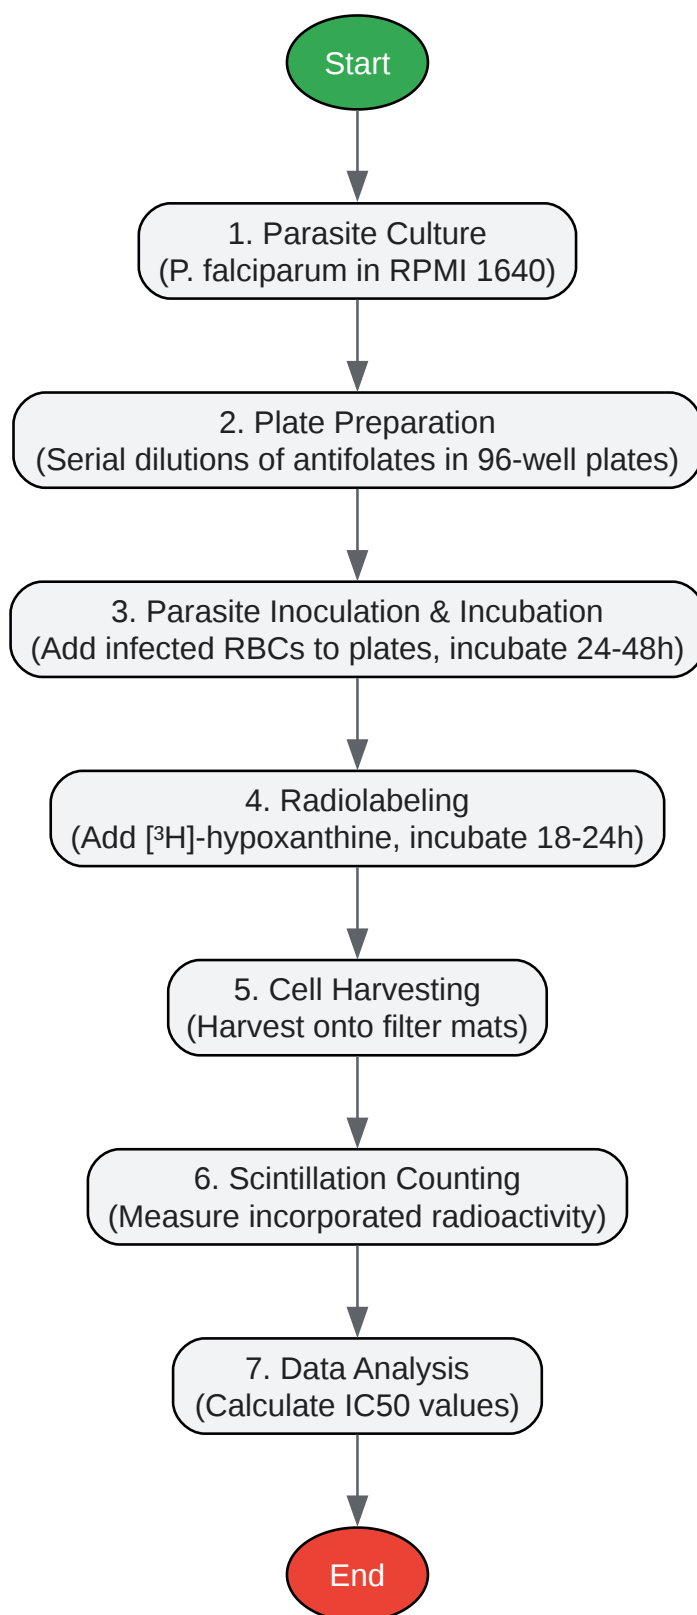 Start
1. Parasite Culture
(P. falciparum in RPMI 1640)
2. Plate Preparation
(Serial dilutions of antifolates in 96-well plates)
3. Parasite Inoculation & Incubation
(Add infected RBCs to plates, incubate 24-48h)
4. Radiolabeling
(Add [³H]-hypoxanthine, incubate 18-24h)
5. Cell Harvesting
(Harvest onto filter mats)
6. Scintillation Counting
(Measure incorporated radioactivity)
7. Data Analysis
(Calculate IC50 values)
End